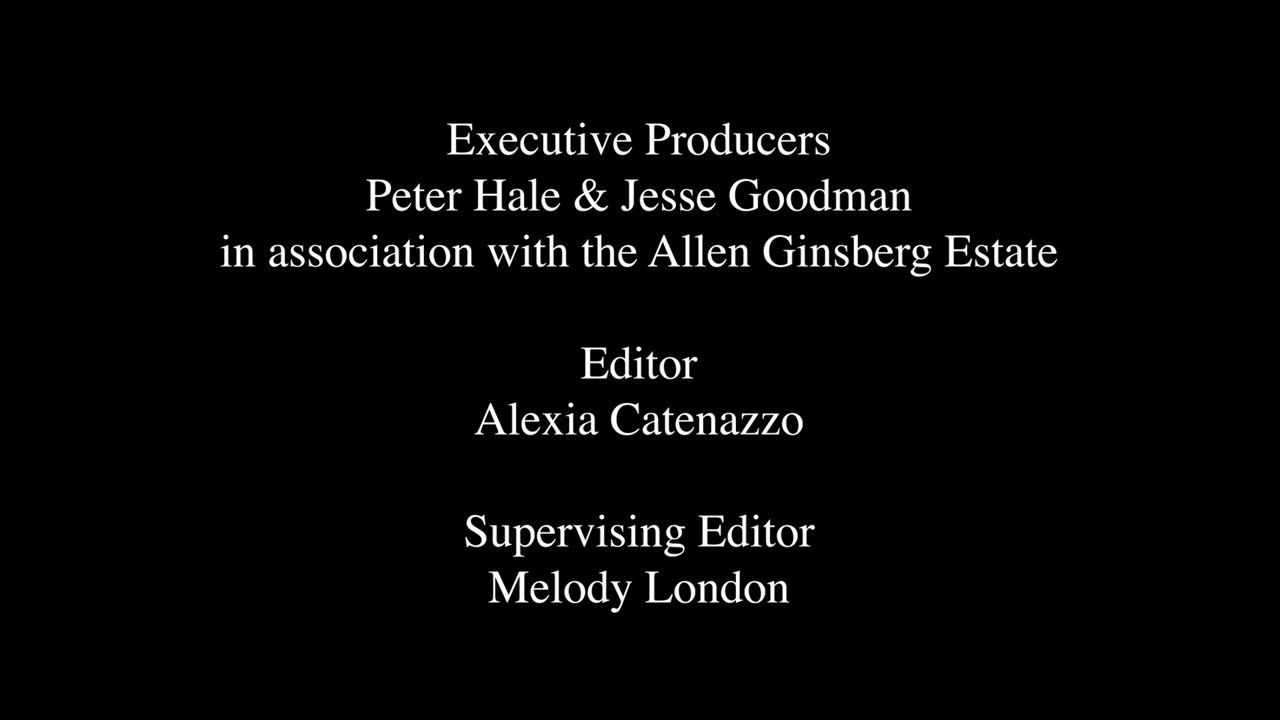 Executive Producers
Peter Hale & Jesse Goodman
in association with the Allen Ginsberg Estate
Editor
Alexia Catenazzo
Supervising Editor
Melody London